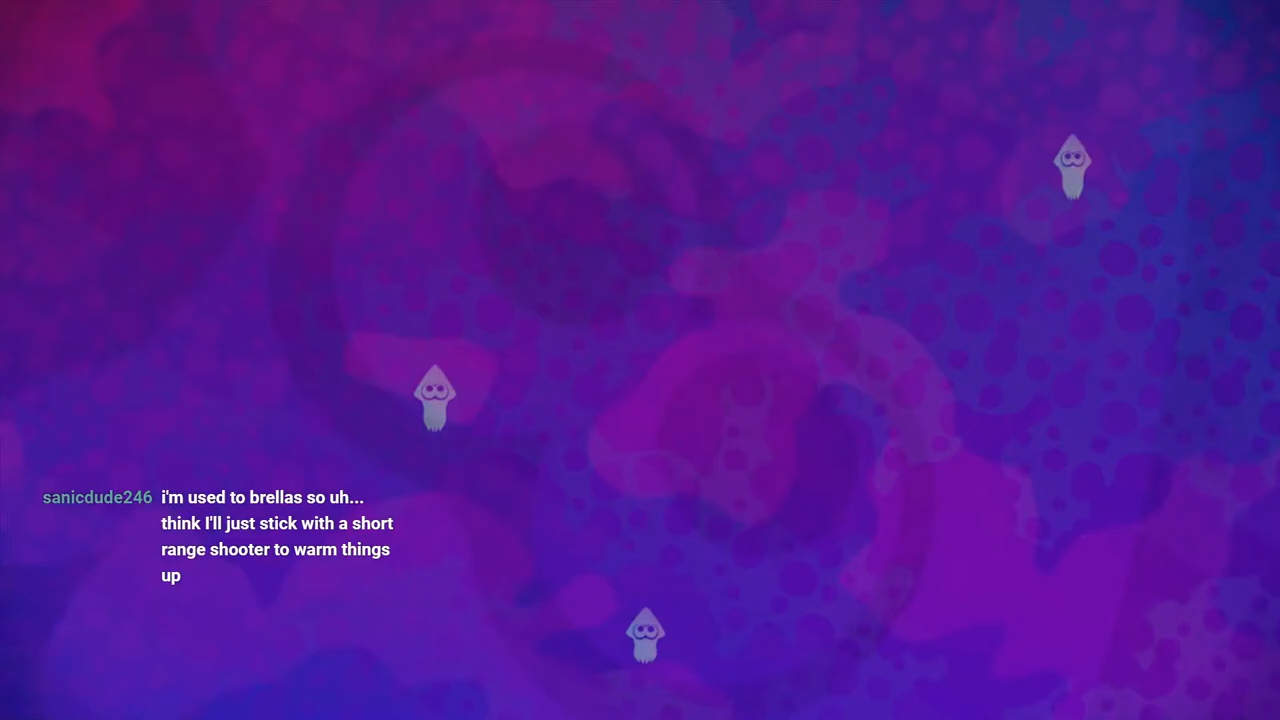 sanicdude246 i'm used to brellas so uh...
think I'll just stick with a short
range shooter to warm things
up